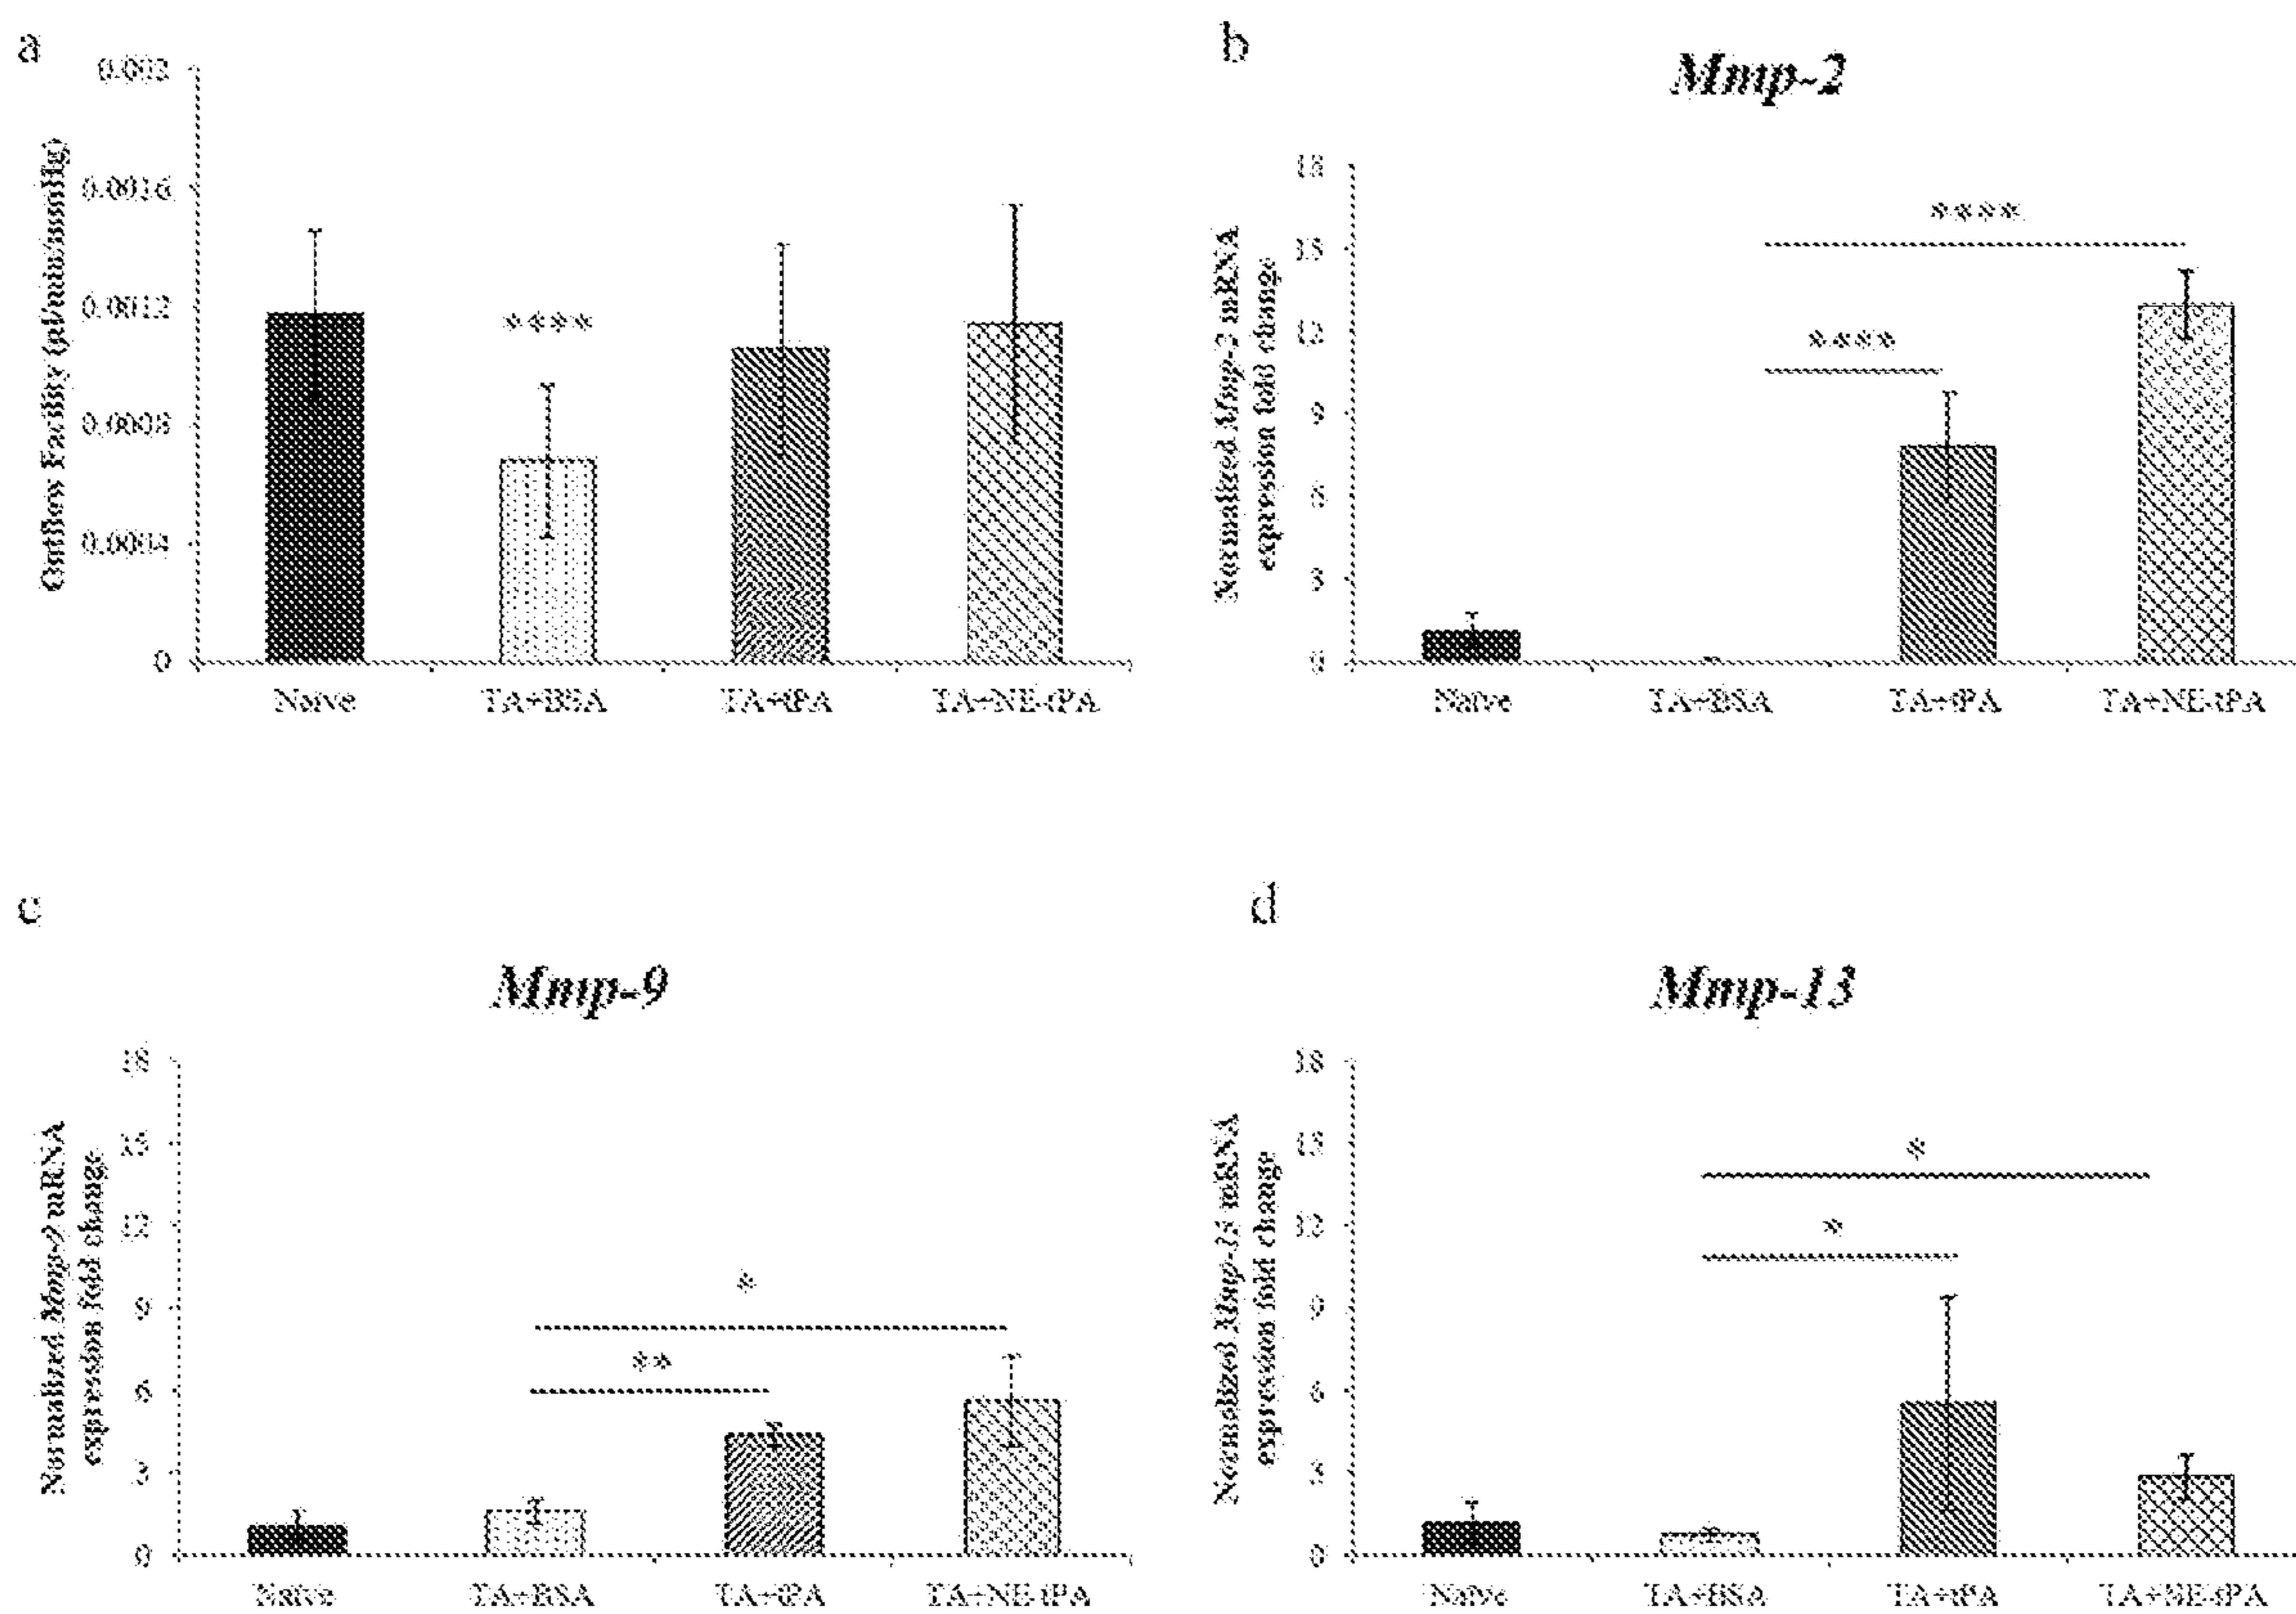 a
0.002
0.0016
0.0012
0.0008
0.0004
0
Outflow Facility (µl/min/mmHg)
****
Naive
TA+BSA
TA+tPA
TA+NE-tPA
b
Mmp-2
18
15
12
9
6
3
0
Normalized Mmp-2 mRNA
expression fold change
****
****
Naive
TA+BSA
TA+tPA
TA+NE-tPA
c
Mmp-9
18
15
12
9
6
3
0
Normalized Mmp-9 mRNA
expression fold change
*
**
Naive
TA+BSA
TA+tPA
TA+NE-tPA
d
Mmp-13
18
15
12
9
6
3
0
Normalized Mmp-13 mRNA
expression fold change
*
*
Naive
TA+BSA
TA+tPA
TA+NE-tPA